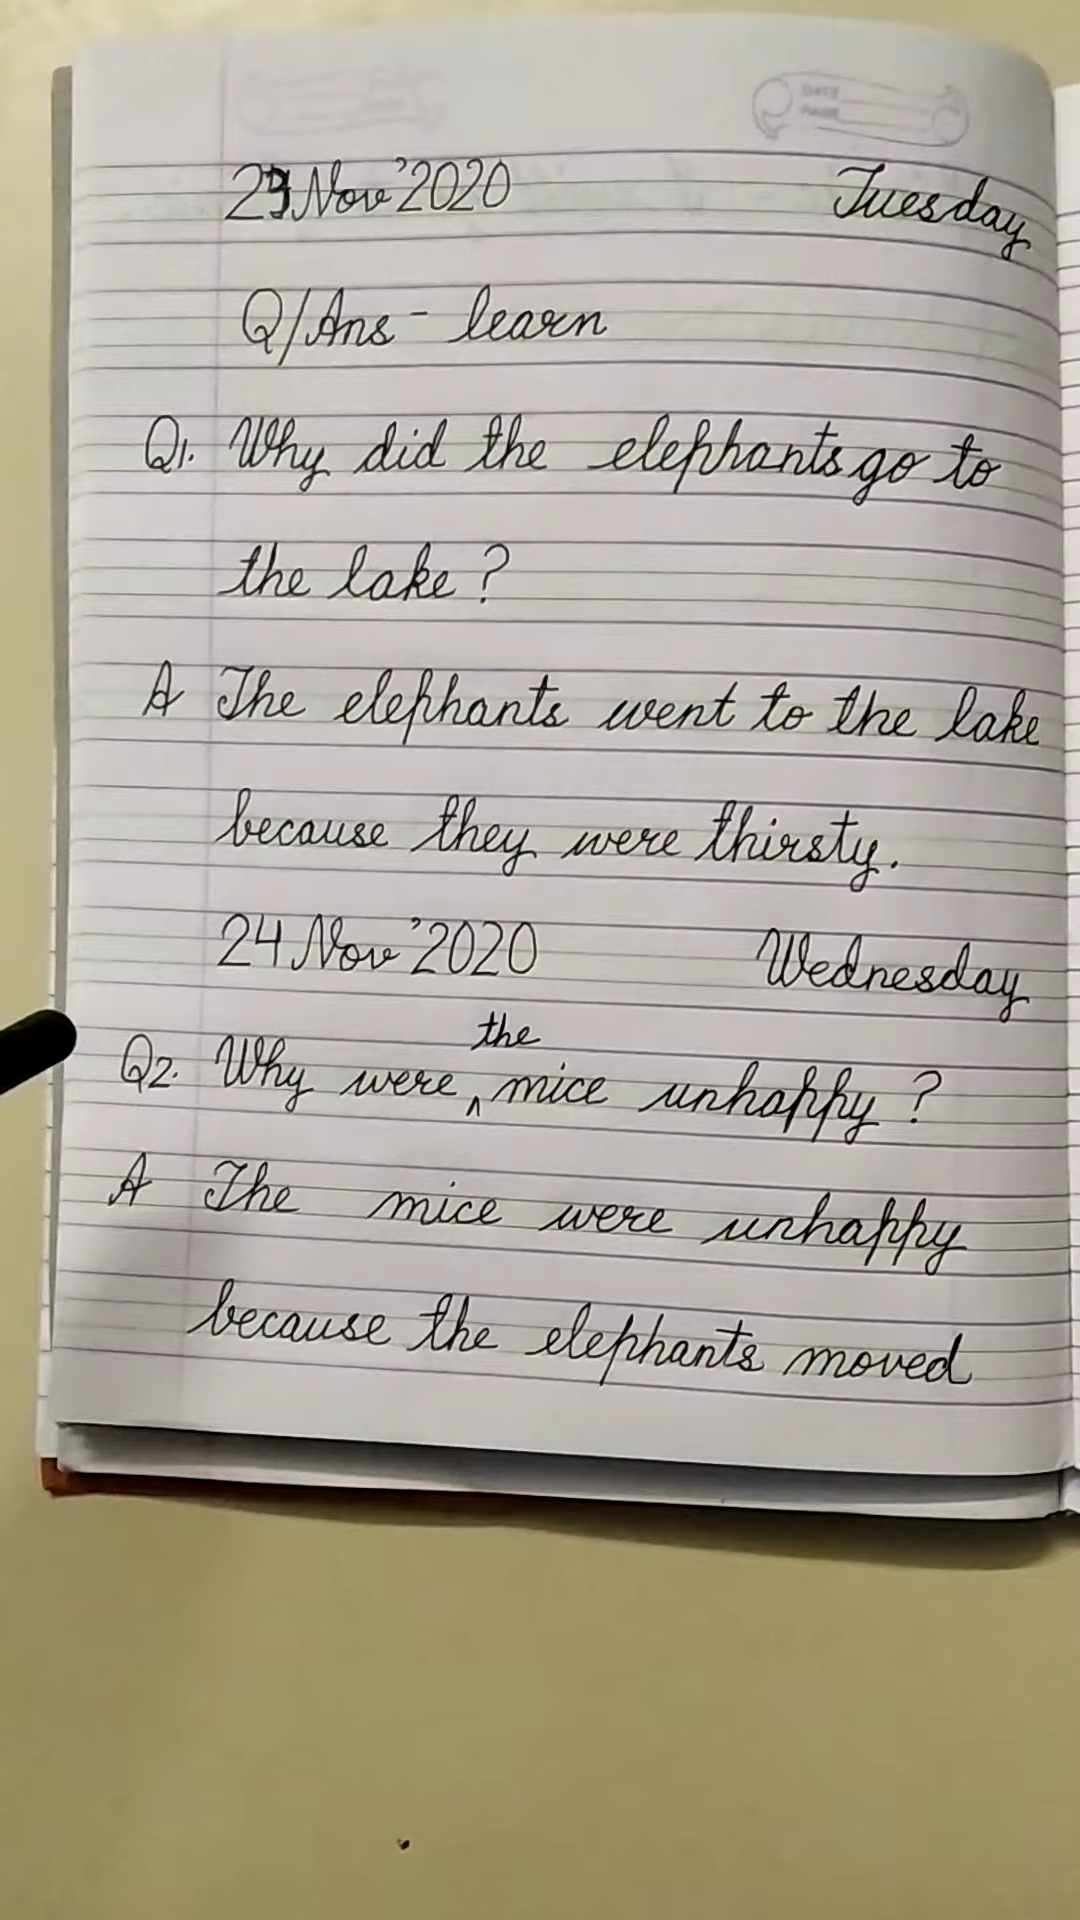 DATE
PAGE
23 Nov'2020 Tuesday
Q/Ans - learn
Q1. Why did the elephants go to
the lake?
A The elephants went to the lake
because they were thirsty.
24 Nov'2020 Wednesday
the
Q2. Why were ^ mice unhappy?
A The mice were unhappy
because the elephants moved